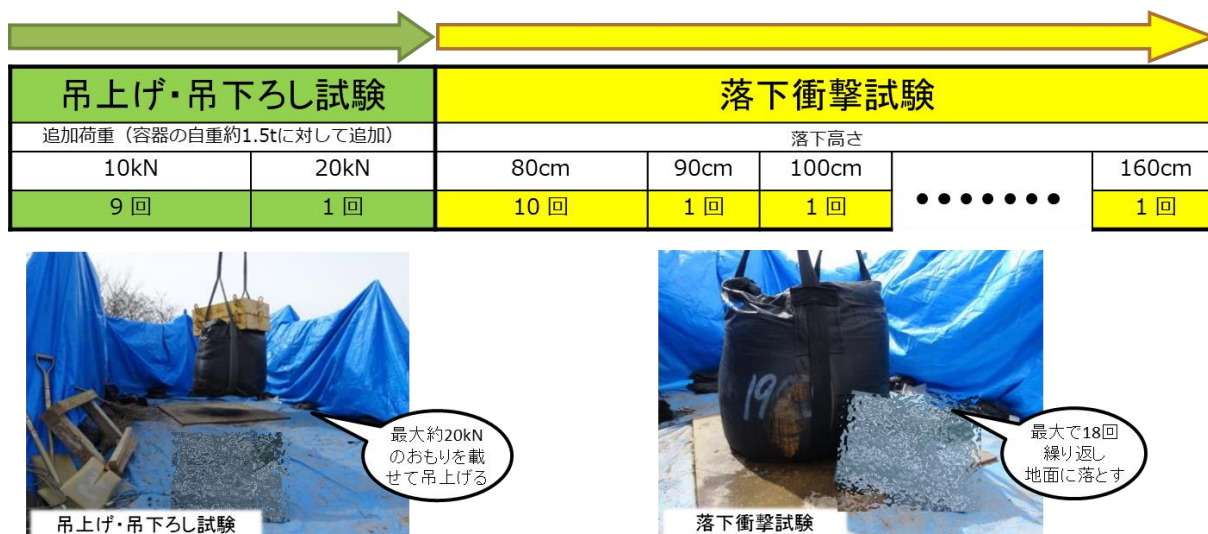 吊上げ・吊下ろし試験
落下衝撃試験
追加荷重（容器の自重約1.5tに対して追加）
落下高さ
10kN
20kN
80cm
90cm
100cm
•••••••
160cm
9 回
1 回
10 回
1 回
1 回
1 回
最大約20kN
のおもりを載
せて吊上げる
19
最大で18回
繰り返し
地面に落とす
吊上げ・吊下ろし試験
落下衝撃試験